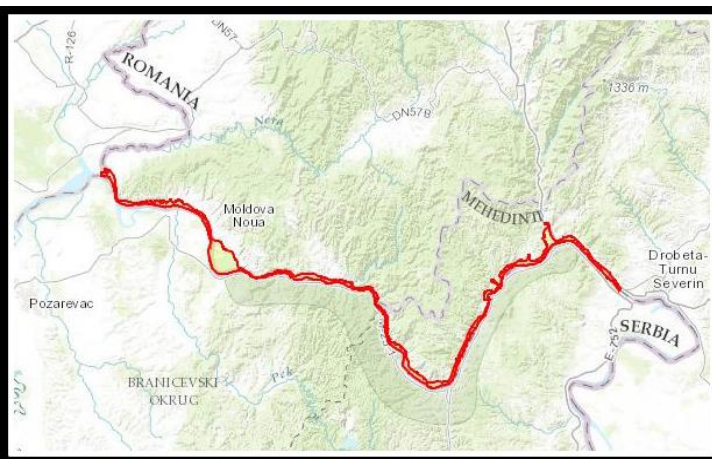 R-126
DN57
ROMANIA
1336 m
DN57B
Nera
Moldova
Noua
MEHEDINTI
Drobeta-
Turnu
Severin
Pozarevac
SERBIA
E-752
BRANICEVSKI
OKRUG
Pek